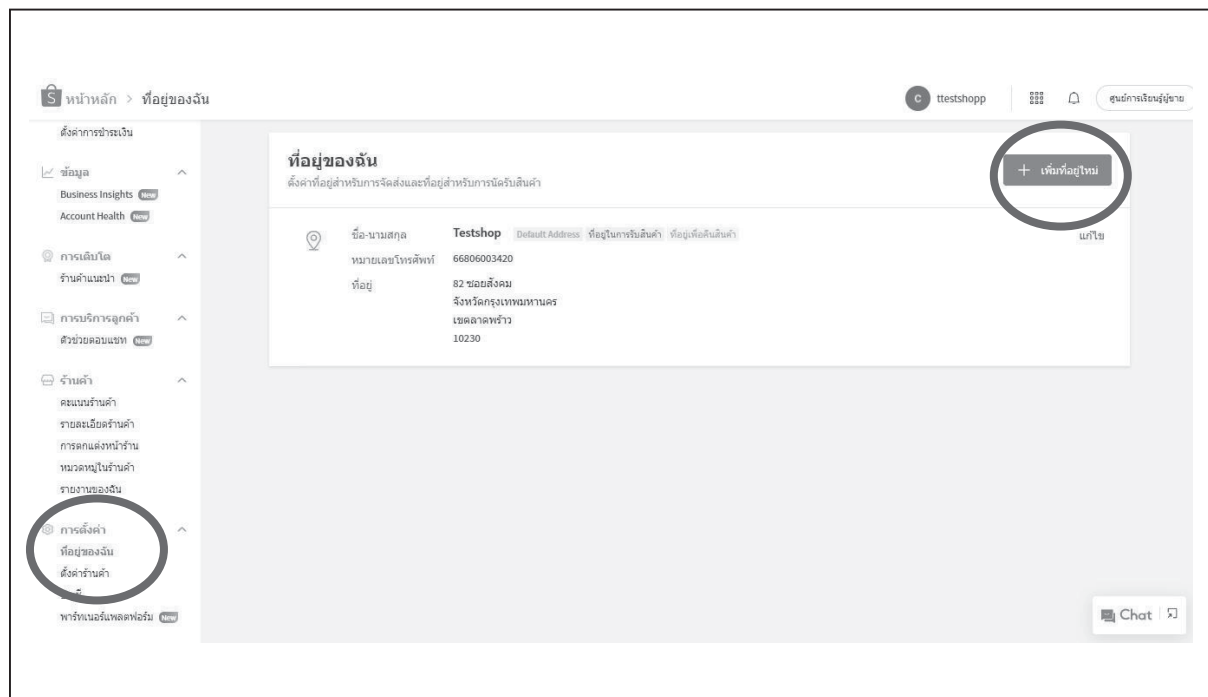 S หน้าหลัก > ที่อยู่ของฉัน
C ttestshopp ศูนย์การเรียนรู้ผู้ขาย
ตั้งค่าการชำระเงิน
ข้อมูล
Business Insights New
Account Health New
การเติบโต
ร้านค้าแนะนำ New
การบริการลูกค้า
ตัวช่วยตอบแชท New
ร้านค้า
คะแนนร้านค้า
รายละเอียดร้านค้า
การตกแต่งหน้าร้าน
หมวดหมู่ในร้านค้า
รายงานของฉัน
การตั้งค่า
ที่อยู่ของฉัน
ตั้งค่าร้านค้า
พาร์ทเนอร์แพลตฟอร์ม New
ที่อยู่ของฉัน
ตั้งค่าที่อยู่สำหรับการจัดส่งและที่อยู่สำหรับการนัดรับสินค้า
+ เพิ่มที่อยู่ใหม่
ชื่อ-นามสกุล Testshop Default Address ที่อยู่ในการรับสินค้า ที่อยู่เพื่อคืนสินค้า แก้ไข
หมายเลขโทรศัพท์ 66806003420
ที่อยู่ 82 ซอยสังคม
จังหวัดกรุงเทพมหานคร
เขตลาดพร้าว
10230
Chat